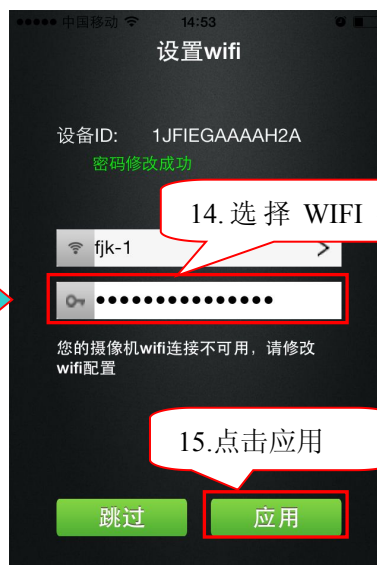 中国移动 14:53
设置wifi
设备ID: 1JFIEGAAAAH2A
密码修改成功
14.选择 WIFI
fjk-1
●●●●●●●●●●●●●●●
您的摄像机wifi连接不可用，请修改
wifi配置
15.点击应用
跳过 应用